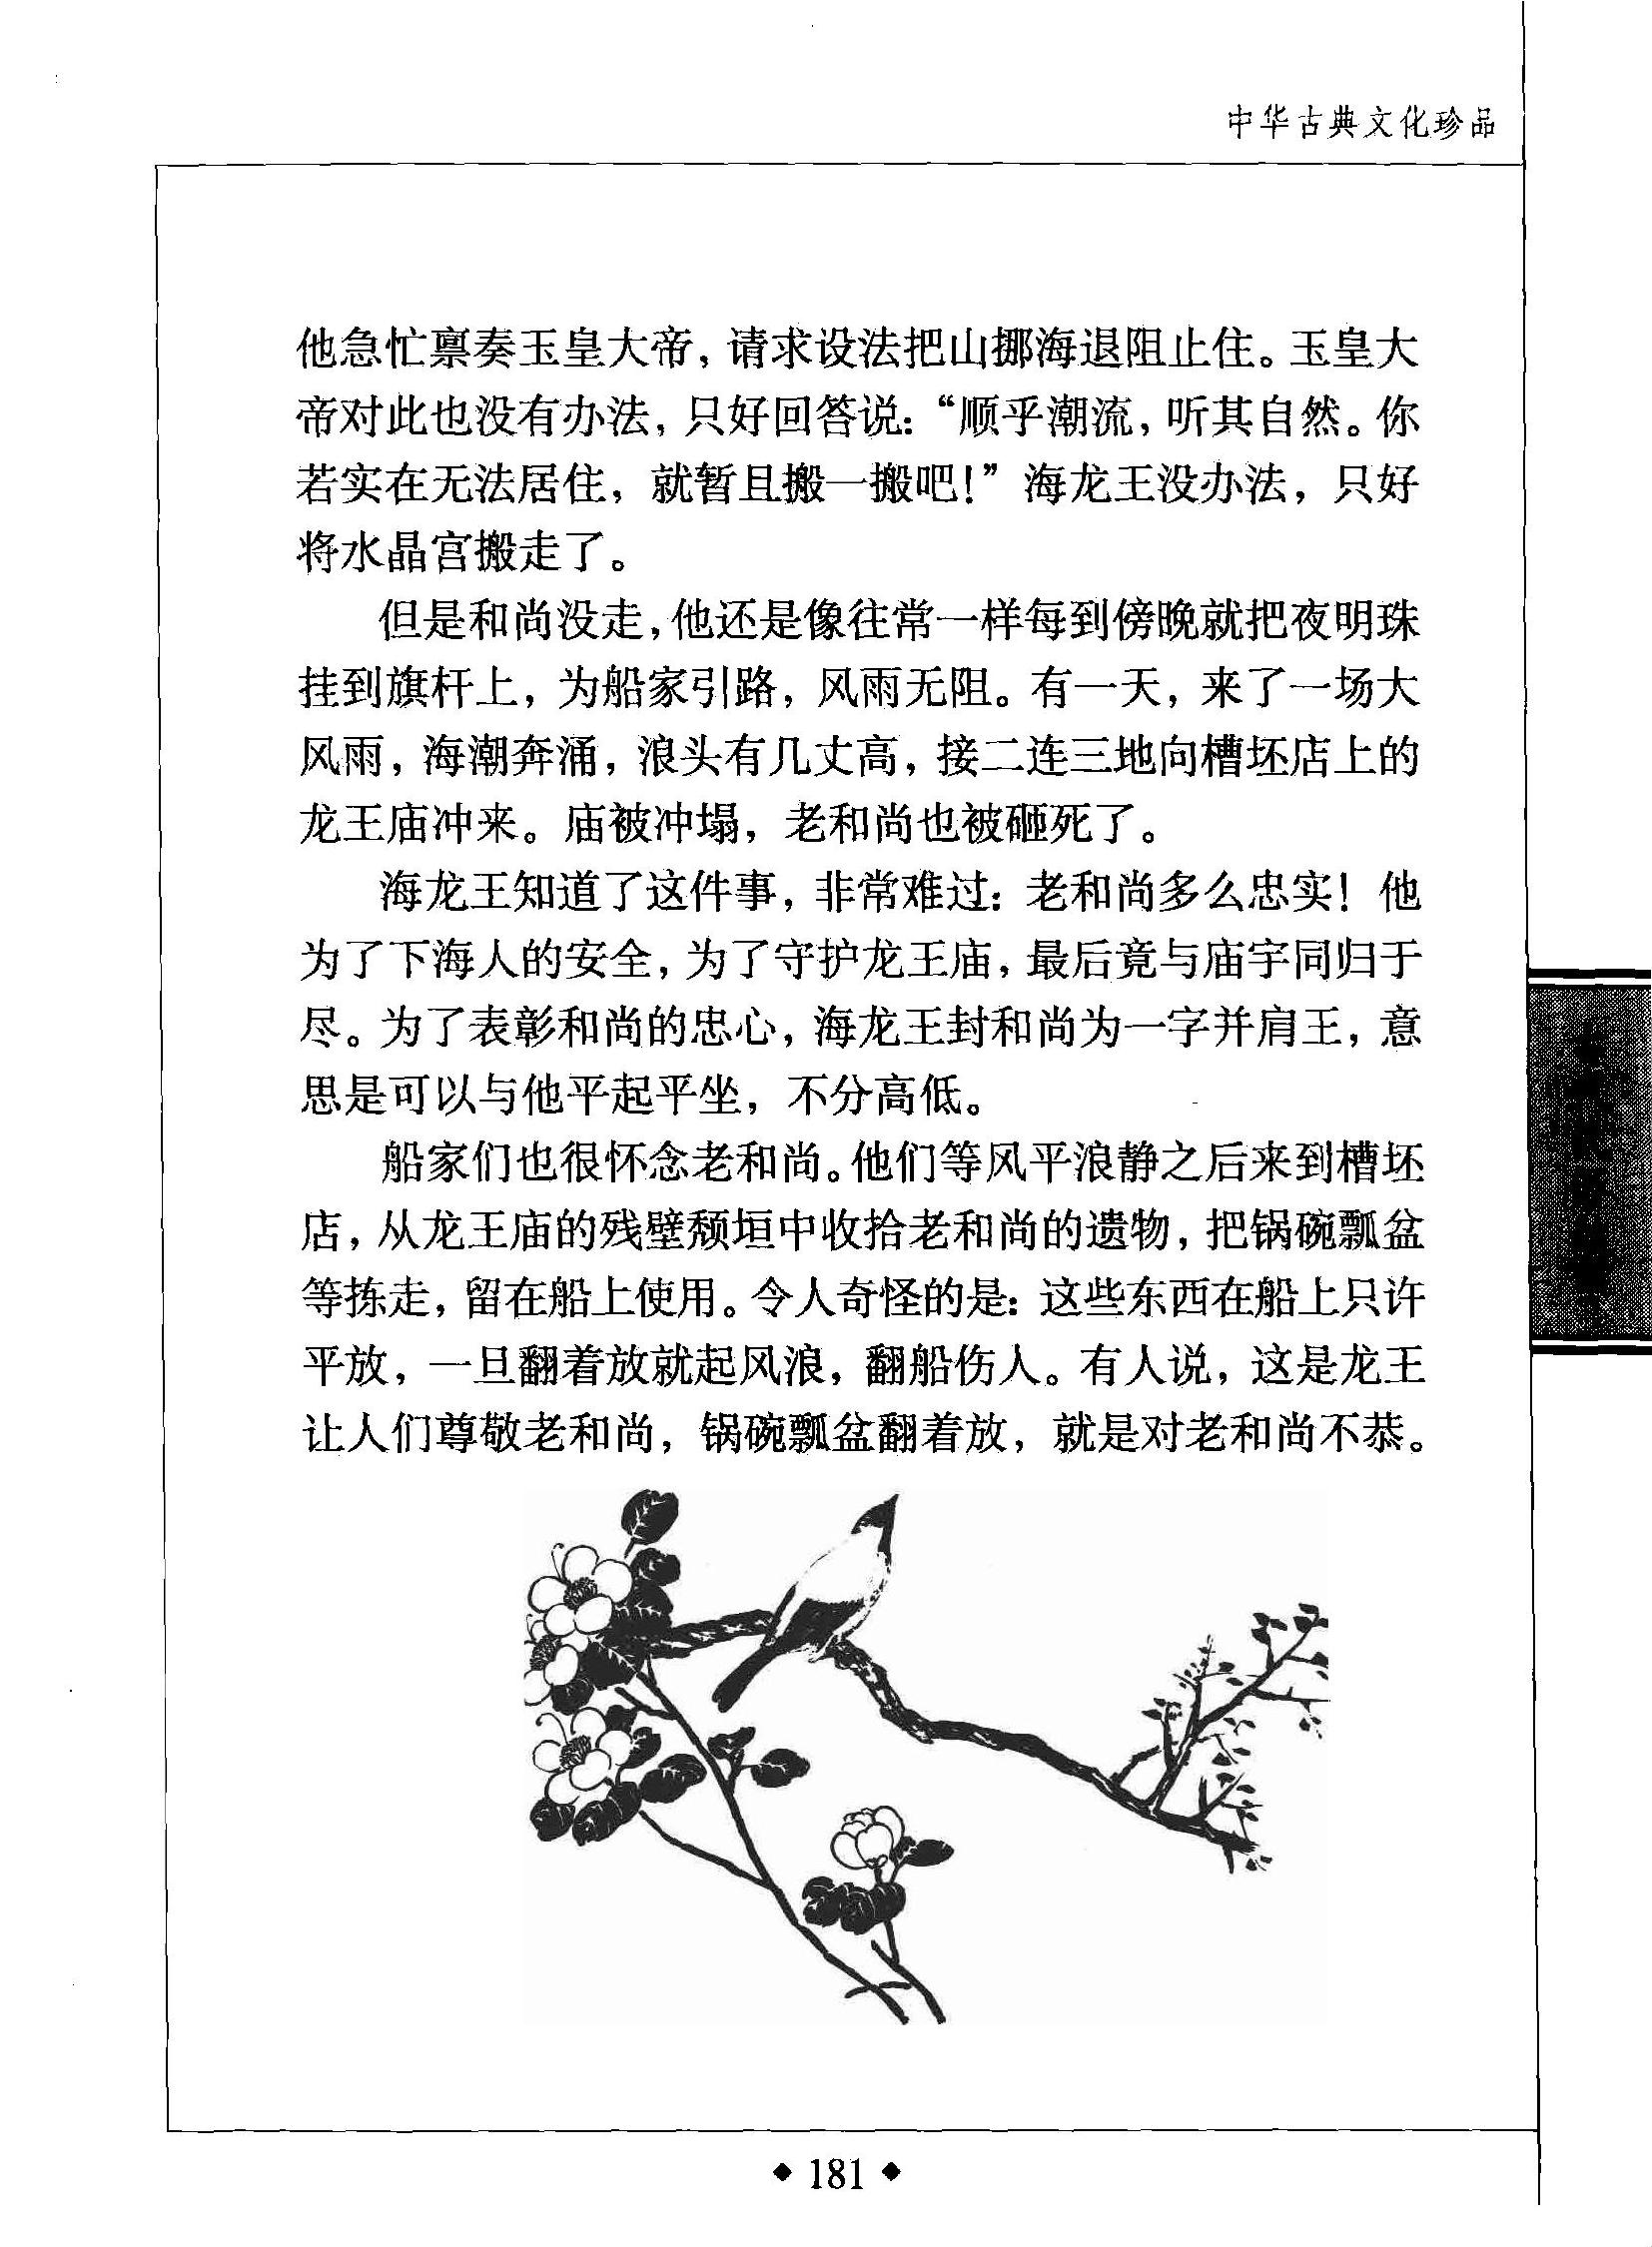 中华古典文化珍品
他急忙禀奏玉皇大帝，请求设法把山挪海退阻止住。玉皇大
帝对此也没有办法，只好回答说：“顺乎潮流，听其自然。你
若实在无法居住，就暂且搬一搬吧！”海龙王没办法，只好
将水晶宫搬走了。
但是和尚没走，他还是像往常一样每到傍晚就把夜明珠
挂到旗杆上，为船家引路，风雨无阻。有一天，来了一场大
风雨，海潮奔涌，浪头有几丈高，接二连三地向槽坯店上的
龙王庙冲来。庙被冲塌，老和尚也被砸死了。
海龙王知道了这件事，非常难过：老和尚多么忠实！他
为了下海人的安全，为了守护龙王庙，最后竟与庙宇同归于
尽。为了表彰和尚的忠心，海龙王封和尚为一字并肩王，意
思是可以与他平起平坐，不分高低。
船家们也很怀念老和尚。他们等风平浪静之后来到槽坯
店，从龙王庙的残壁颓垣中收拾老和尚的遗物，把锅碗瓢盆
等拣走，留在船上使用。令人奇怪的是：这些东西在船上只许
平放，一旦翻着放就起风浪，翻船伤人。有人说，这是龙王
让人们尊敬老和尚，锅碗瓢盆翻着放，就是对老和尚不恭。
◆ 181 ◆